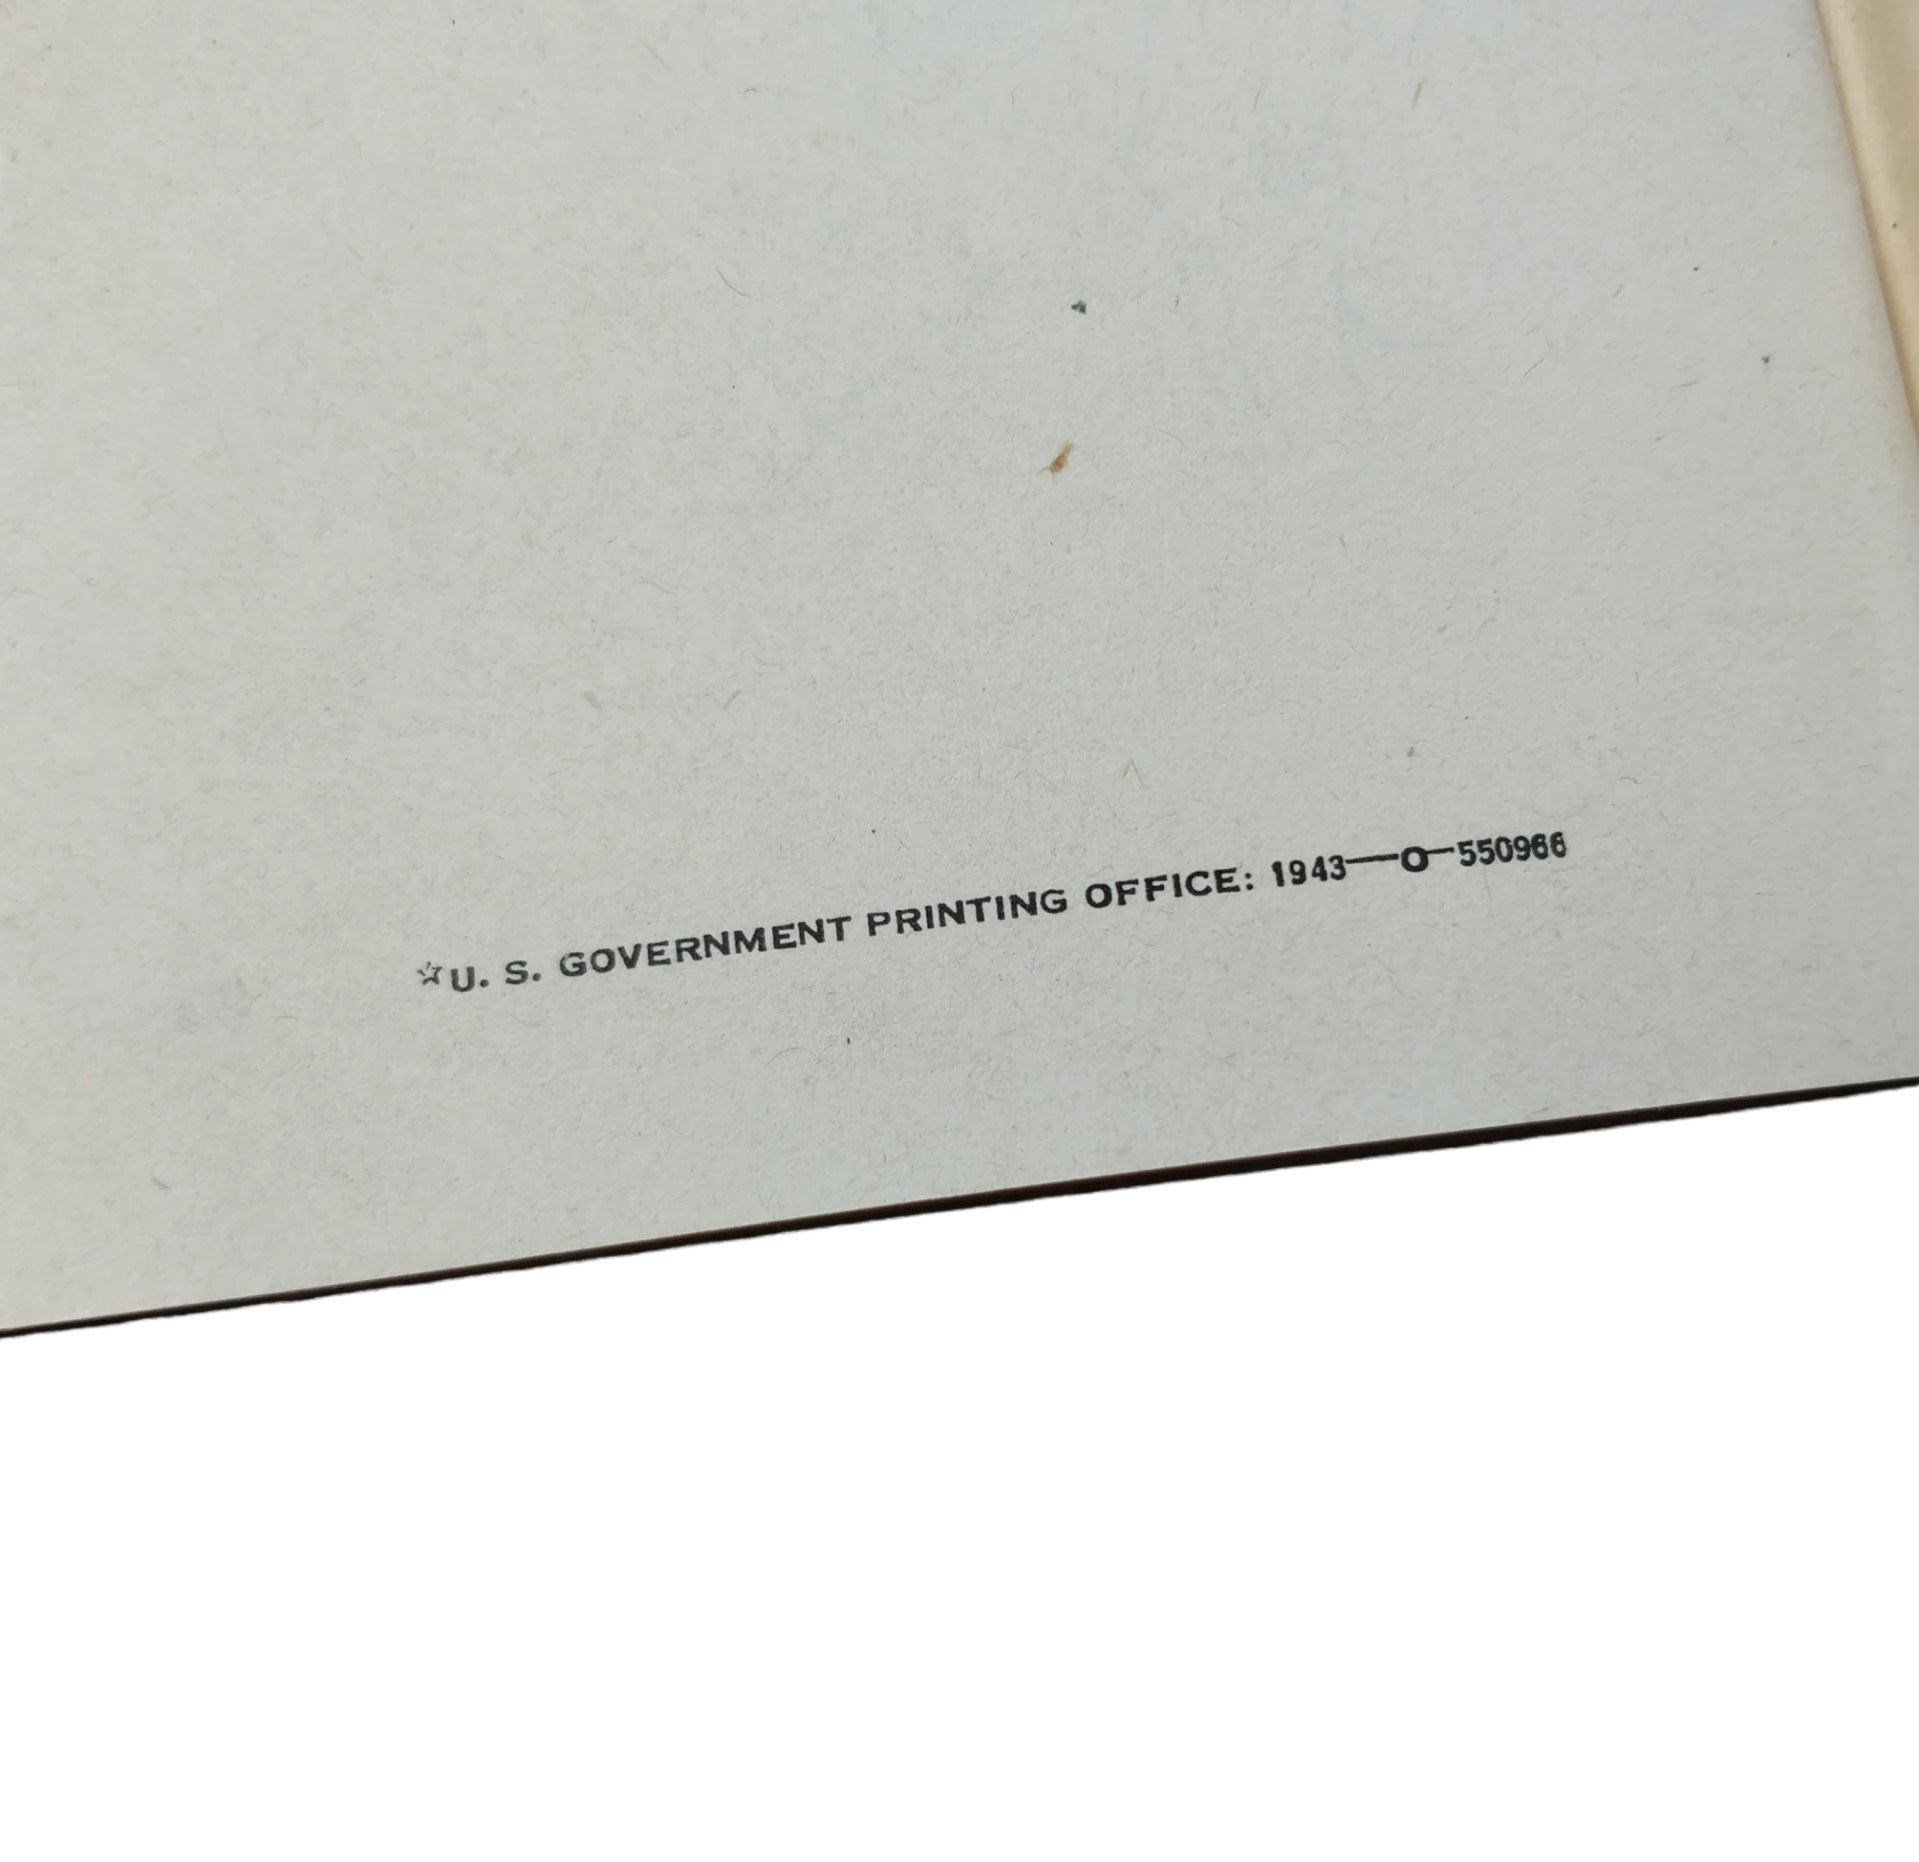 ☆U. S. GOVERNMENT PRINTING OFFICE: 1943—O—550966